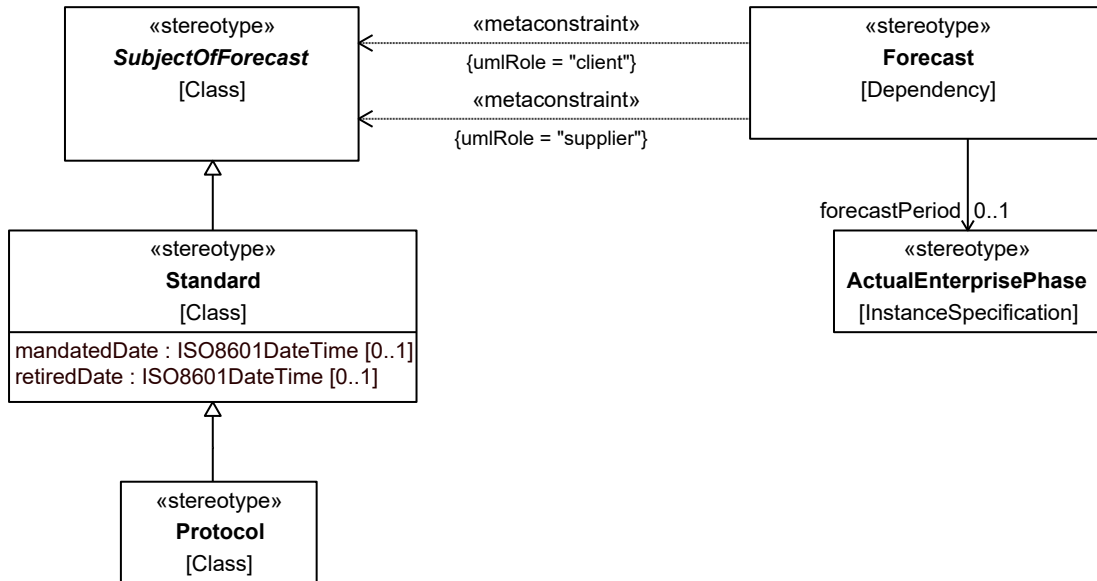 «stereotype»
SubjectOfForecast
[Class]
«metaconstraint»
{umlRole = "client"}
«metaconstraint»
{umlRole = "supplier"}
«stereotype»
Forecast
[Dependency]
forecastPeriod 0..1
«stereotype»
Standard
[Class]
mandatedDate : ISO8601DateTime [0..1]
retiredDate : ISO8601DateTime [0..1]
«stereotype»
ActualEnterprisePhase
[InstanceSpecification]
«stereotype»
Protocol
[Class]